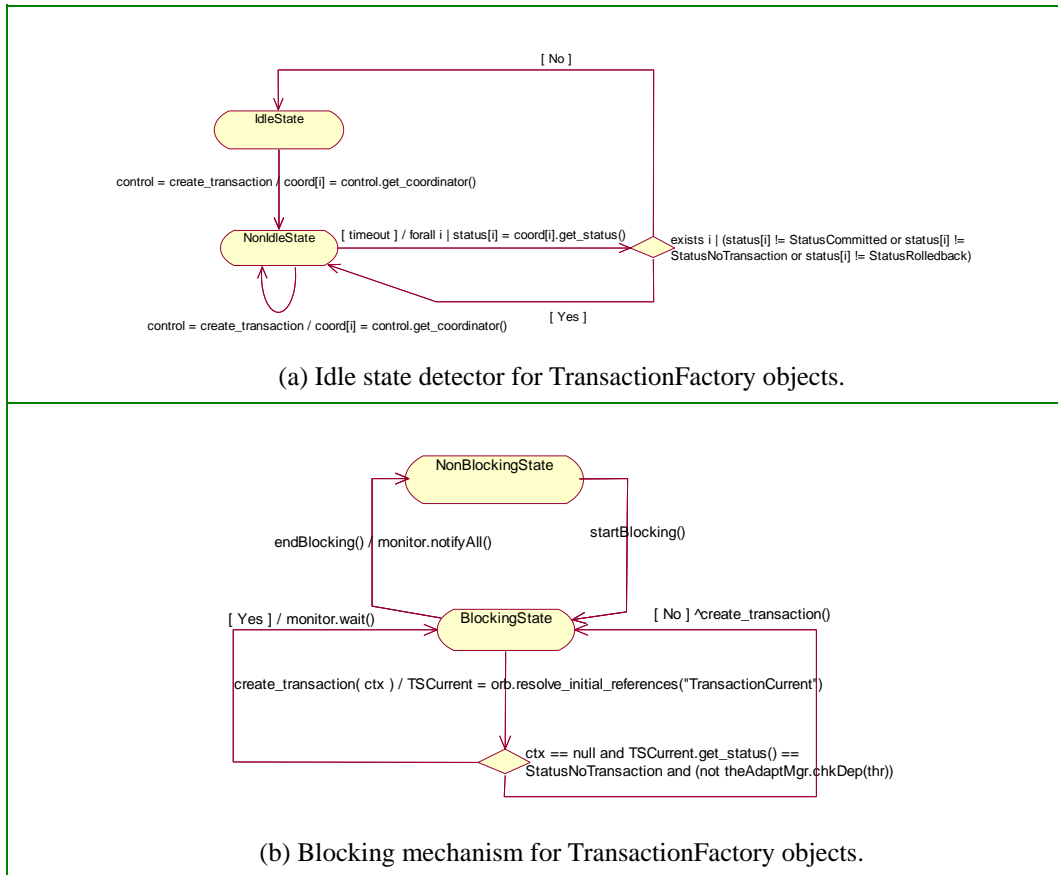 [ No ]
IdleState
control = create_transaction / coord[i] = control.get_coordinator()
NonIdleState
[ timeout ] / forall i | status[i] = coord[i].get_status()
exists i | (status[i] != StatusCommitted or status[i] !=
StatusNoTransaction or status[i] != StatusRolledback)
[ Yes ]
control = create_transaction / coord[i] = control.get_coordinator()
(a) Idle state detector for TransactionFactory objects.
NonBlockingState
startBlocking()
endBlocking() / monitor.notifyAll()
[ Yes ] / monitor.wait()
BlockingState
[ No ] ^create_transaction()
create_transaction( ctx ) / TSCurrent = orb.resolve_initial_references("TransactionCurrent")
ctx == null and TSCurrent.get_status() ==
StatusNoTransaction and (not theAdaptMgr.chkDep(thr))
(b) Blocking mechanism for TransactionFactory objects.